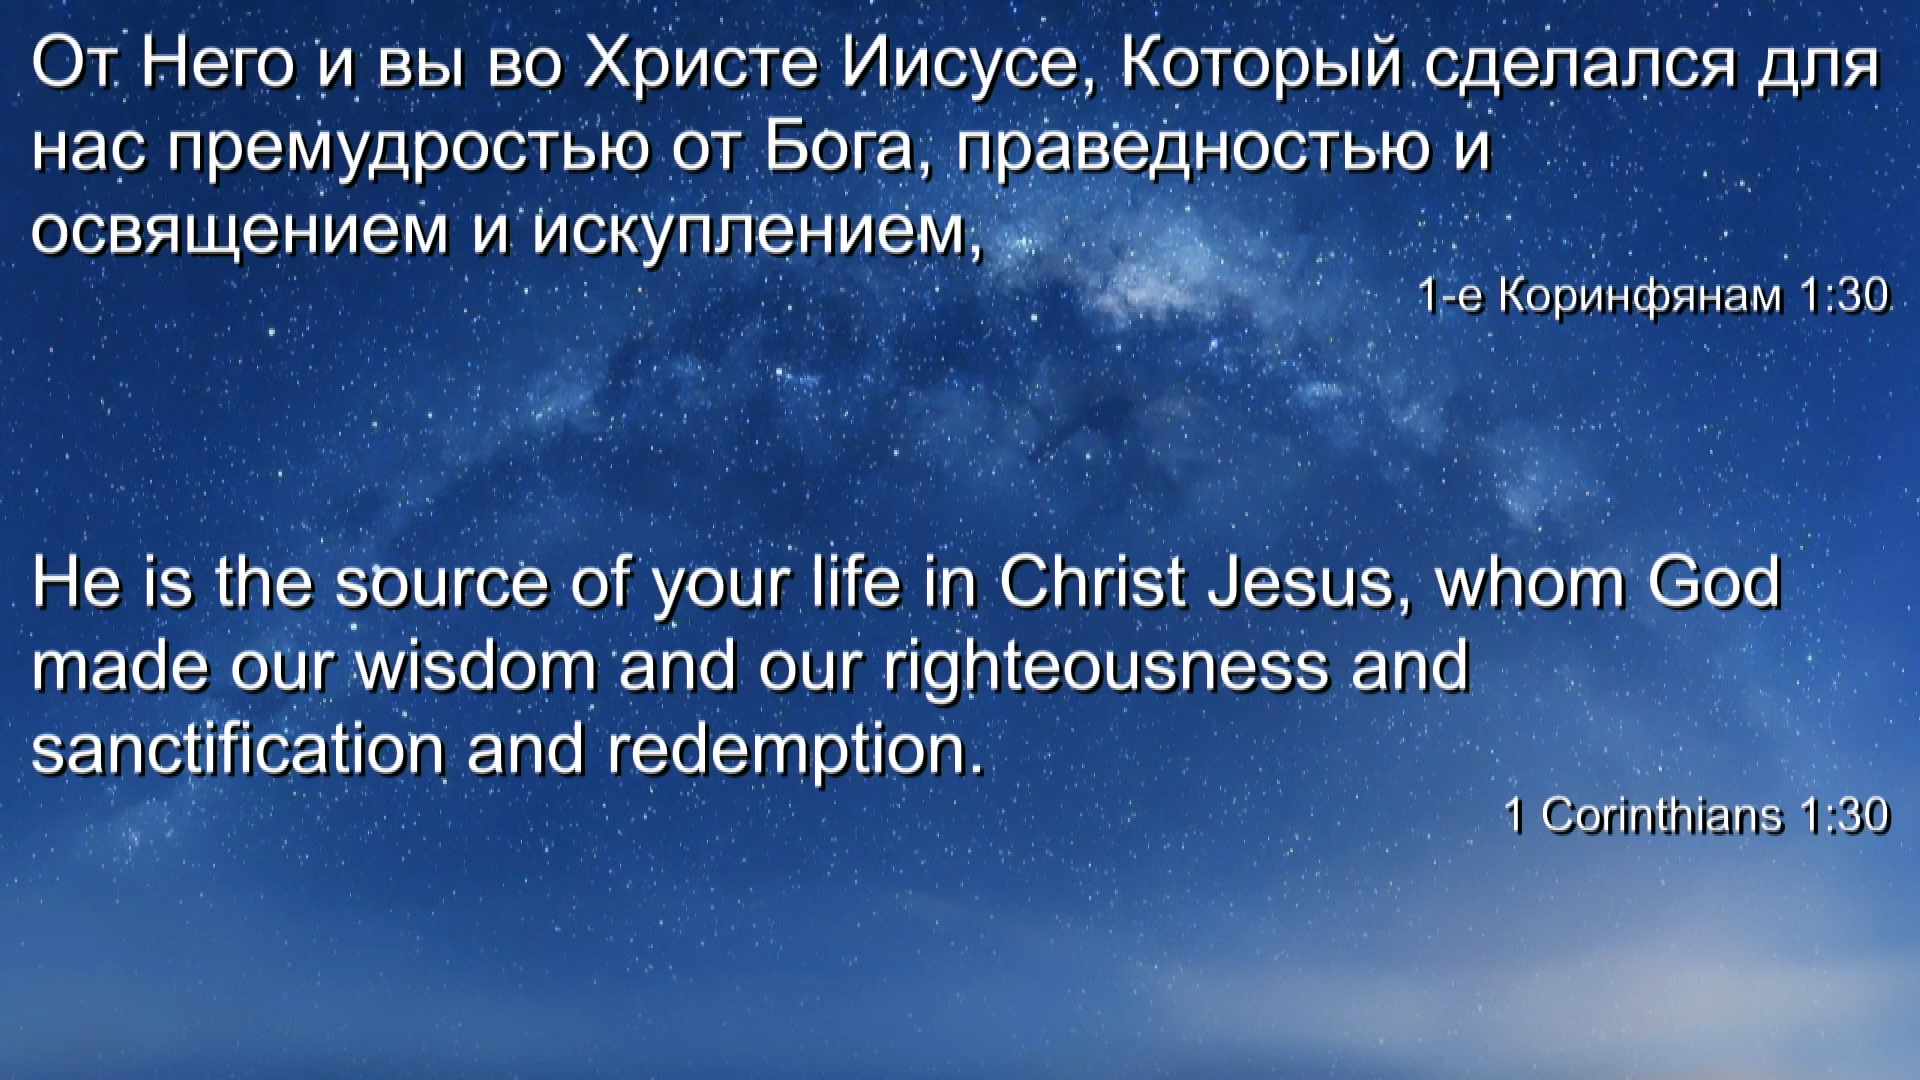 От Него и вы во Христе Иисусе, Который сделался для
нас премудростью от Бога, праведностью и
освящением и искуплением,
1-е Коринфянам 1:30
He is the source of your life in Christ Jesus, whom God
made our wisdom and our righteousness and
sanctification and redemption.
1 Corinthians 1:30